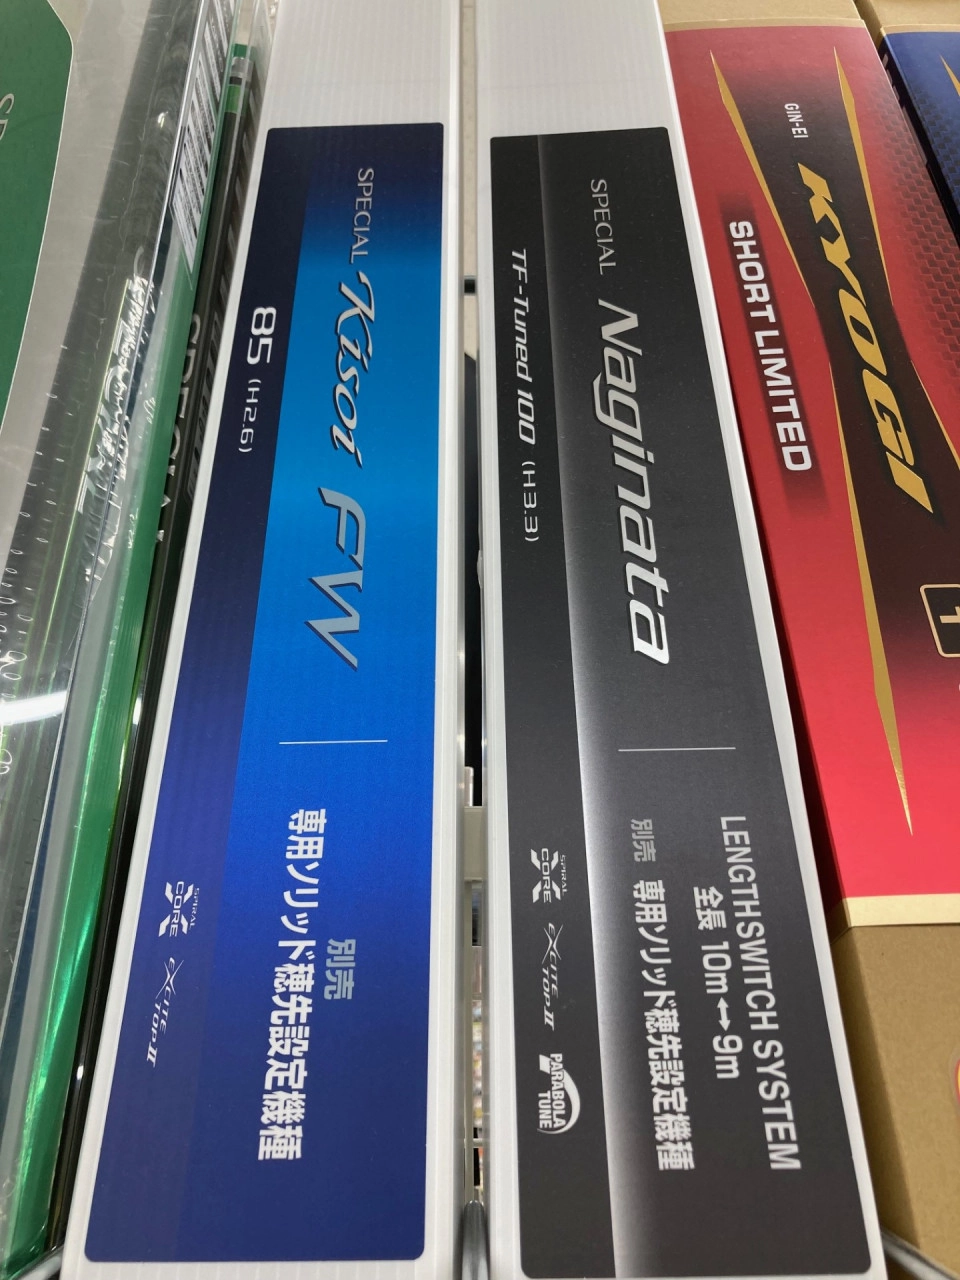 SPECIAL Kisou FW
85 (H2.6)
別売
専用ソリッド穂先設定機種
SPIRAL X CORE
EXCITE TOP II
SPECIAL Naginata
TF-Tuned 100 (H3.3)
LENGTH SWITCH SYSTEM
全長 10m↔9m
別売 専用ソリッド穂先設定機種
SPIRAL X CORE
EXCITE TOP II
PARABOLA TUNE
GIN-EI
KYOGI
SHORT LIMITED